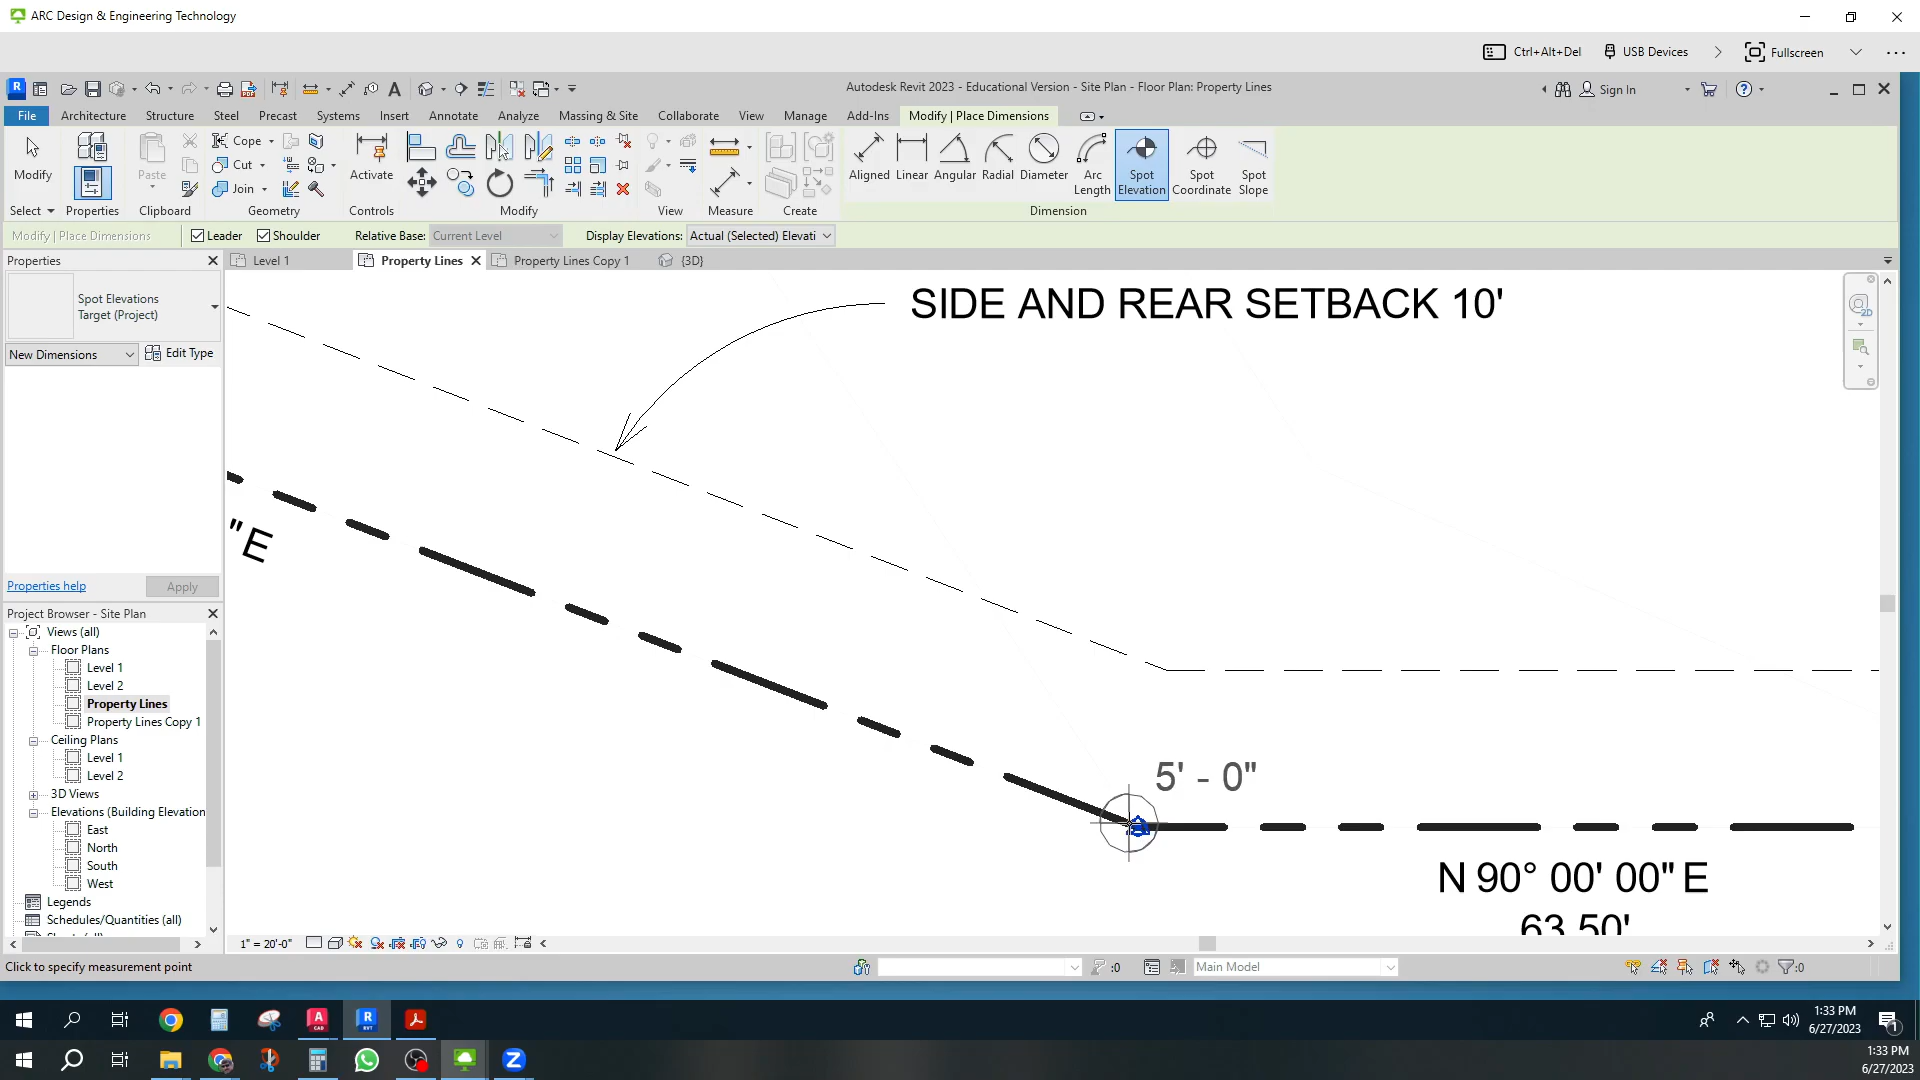 ARC Design & Engineering Technology
Ctrl+Alt+Del
USB Devices
Fullscreen
Autodesk Revit 2023 - Educational Version - Site Plan - Floor Plan: Property Lines
Sign In
File
Architecture
Structure
Steel
Precast
Systems
Insert
Annotate
Analyze
Massing & Site
Collaborate
View
Manage
Add-Ins
Modify | Place Dimensions
Modify
Properties
Paste
Cope
Cut
Join
Activate
Aligned
Linear
Angular
Radial
Diameter
Arc
Length
Spot
Elevation
Spot
Coordinate
Spot
Slope
Select
Properties
Clipboard
Geometry
Controls
Modify
View
Measure
Create
Dimension
Modify | Place Dimensions
Leader
Shoulder
Relative Base:
Current Level
Display Elevations:
Actual (Selected) Elevati
Properties
Level 1
Property Lines
Property Lines Copy 1
{3D}
Spot Elevations
Target (Project)
New Dimensions
Edit Type
Properties help
Apply
SIDE AND REAR SETBACK 10'
"E
5' - 0"
N 90° 00' 00" E
63.50'
2D
Project Browser - Site Plan
Views (all)
Floor Plans
Level 1
Level 2
Property Lines
Property Lines Copy 1
Ceiling Plans
Level 1
Level 2
3D Views
Elevations (Building Elevation
East
North
South
West
Legends
Schedules/Quantities (all)
1" = 20'-0"
Click to specify measurement point
:0
Main Model
:0
1:33 PM
6/27/2023
1
1:33 PM
6/27/2023